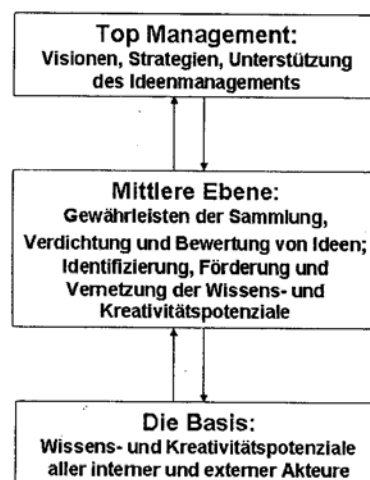 Top Management:
Visionen, Strategien, Unterstützung
des Ideenmanagements
Mittlere Ebene:
Gewährleisten der Sammlung,
Verdichtung und Bewertung von Ideen;
Identifizierung, Förderung und
Vernetzung der Wissens- und
Kreativitätspotenziale
Die Basis:
Wissens- und Kreativitätspotenziale
aller interner und externer Akteure